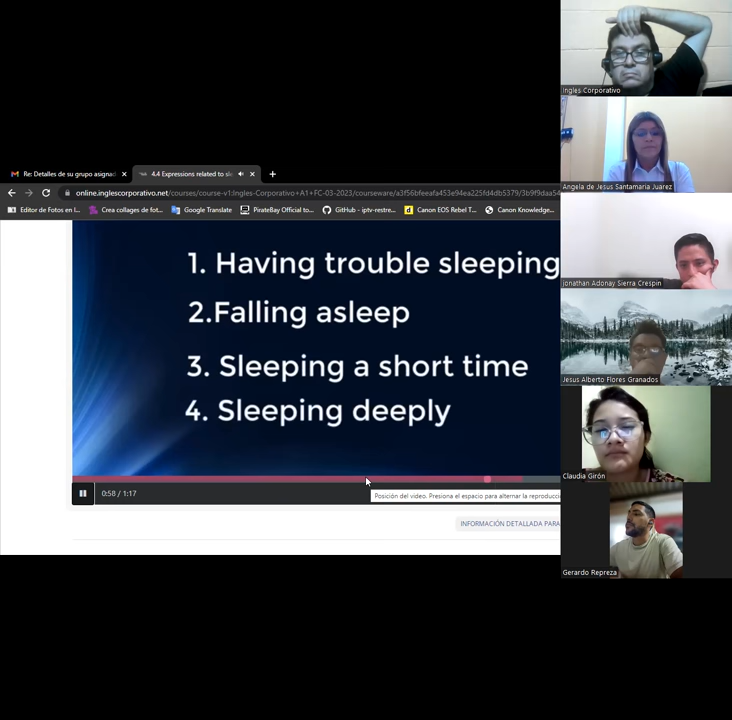 Re: Detalles de su grupo asignad
4.4 Expressions related to sle
online.inglescorporativo.net/courses/course-v1:Ingles-Corporativo+A1+FC-03-2023/courseware/a3f56bfeeafa453e94ea225fd4db5379/3b9f9daa54
Editor de Fotos en l...
Crea collages de fot...
Google Translate
PirateBay Official to...
GitHub - iptv-restre...
Canon EOS Rebel T...
Canon Knowledge...
1. Having trouble sleeping
2.Falling asleep
3. Sleeping a short time
4. Sleeping deeply
0:58 / 1:17
Posición del video. Presiona el espacio para alternar la reproducci
INFORMACIÓN DETALLADA PARA
Ingles Corporativo
Angela de Jesus Santamaria Juarez
jonathan Adonay Sierra Crespin
Jesus Alberto Flores Granados
Claudia Girón
Gerardo Repreza